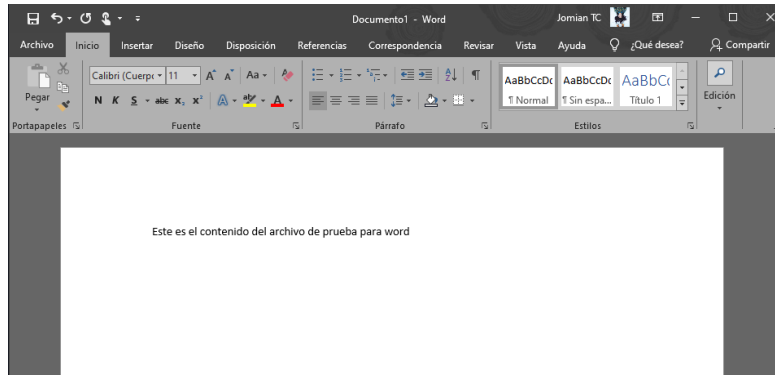 Documento1 - Word
Jomian TC
Archivo Inicio Insertar Diseño Disposición Referencias Correspondencia Revisar Vista Ayuda ¿Qué desea? Compartir
Pegar
Calibri (Cuerpo 11 A A Aa
N K S abc x₂ x² A aby A
AaBbCcDc AaBbCcDc AaBbCc
¶ Normal ¶ Sin espa... Título 1
Edición
Portapapeles Fuente Párrafo Estilos
Este es el contenido del archivo de prueba para word